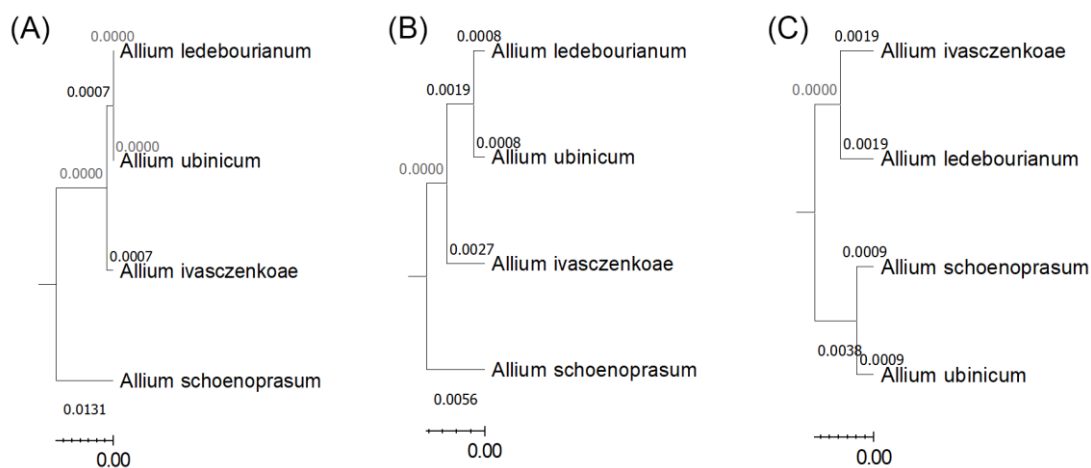 (A)
0.0000
Allium ledebourianum
0.0007
0.0000
Allium ubinicum
0.0000
0.0007
Allium ivasczenkoae
Allium schoenoprasum
0.0131
0.00
(B)
0.0008
Allium ledebourianum
0.0019
0.0008
Allium ubinicum
0.0000
0.0027
Allium ivasczenkoae
Allium schoenoprasum
0.0056
0.00
(C)
0.0019
Allium ivasczenkoae
0.0000
0.0019
Allium ledebourianum
0.0009
Allium schoenoprasum
0.0038
0.0009
Allium ubinicum
0.00